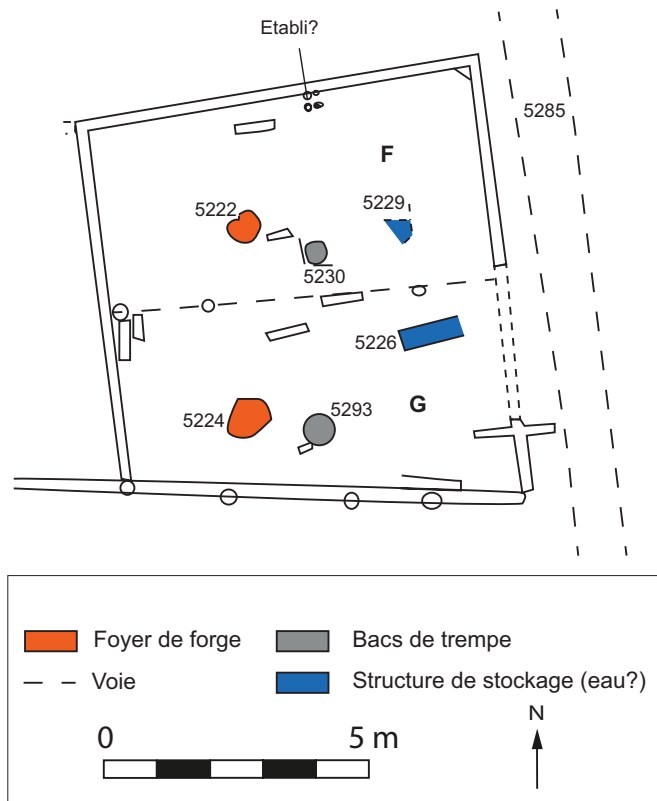 Etabli?
5285
F
5222
5229
5230
5226
G
5224
5293
Foyer de forge
Bacs de trempe
Voie
Structure de stockage (eau?)
0
5 m
N